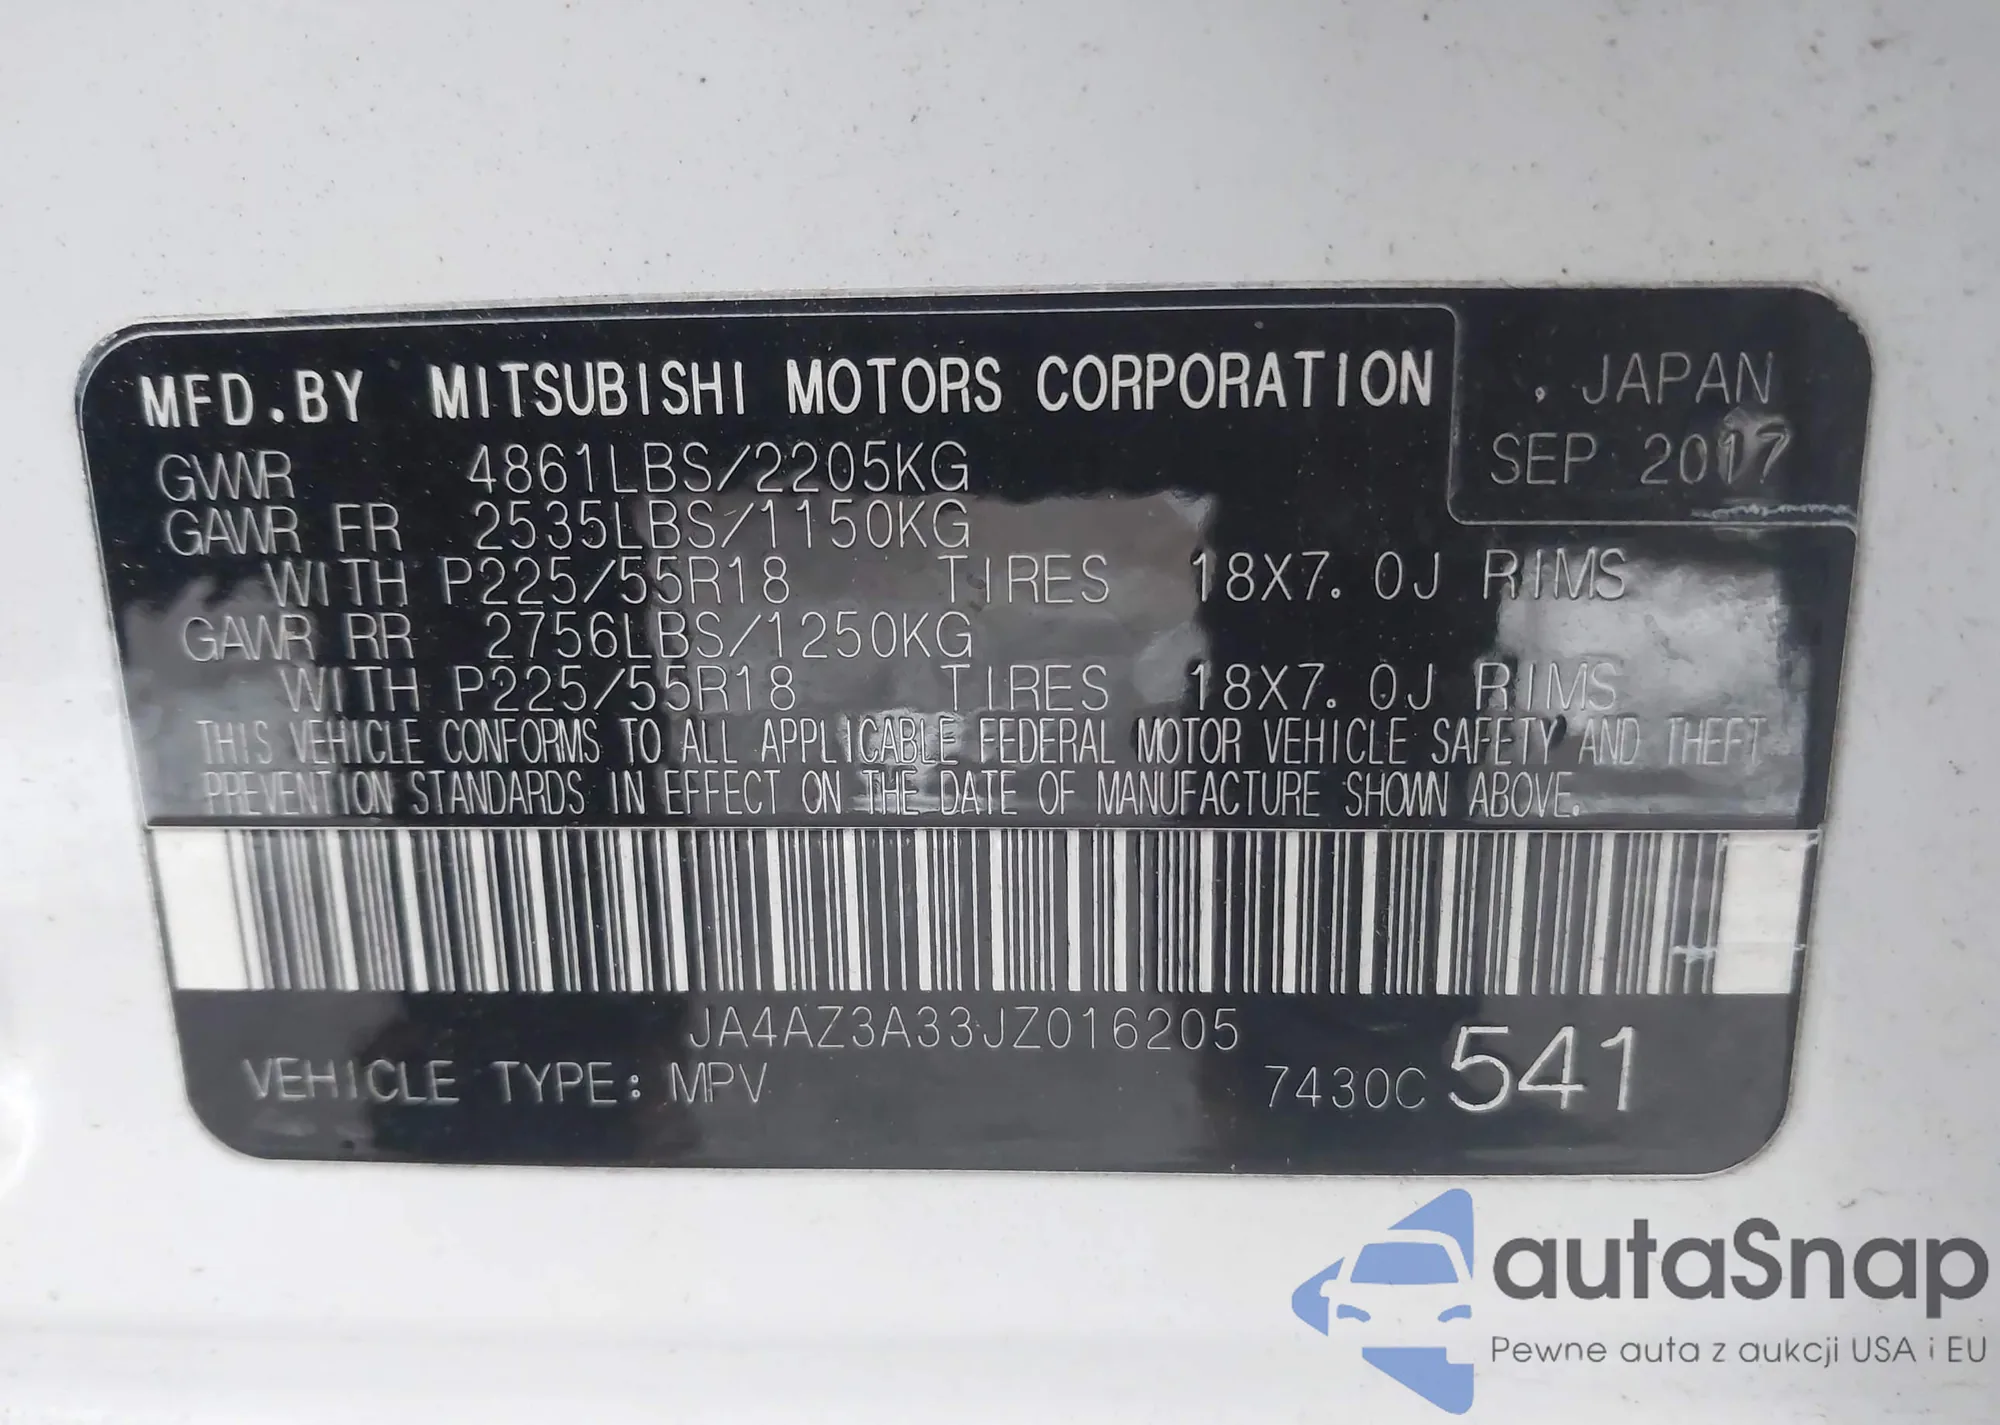 MFD.BY MITSUBISHI MOTORS CORPORATION , JAPAN
GVWR 4861LBS/2205KG SEP 2017
GAWR FR 2535LBS/1150KG
WITH P225/55R18 TIRES 18X7.0J RIMS
GAWR RR 2756LBS/1250KG
WITH P225/55R18 TIRES 18X7.0J RIMS
THIS VEHICLE CONFORMS TO ALL APPLICABLE FEDERAL MOTOR VEHICLE SAFETY AND THEFT
PREVENTION STANDARDS IN EFFECT ON THE DATE OF MANUFACTURE SHOWN ABOVE.
JA4AZ3A33JZ016205
VEHICLE TYPE: MPV 7430C 541
autaSnap
Pewne auta z aukcji USA i EU